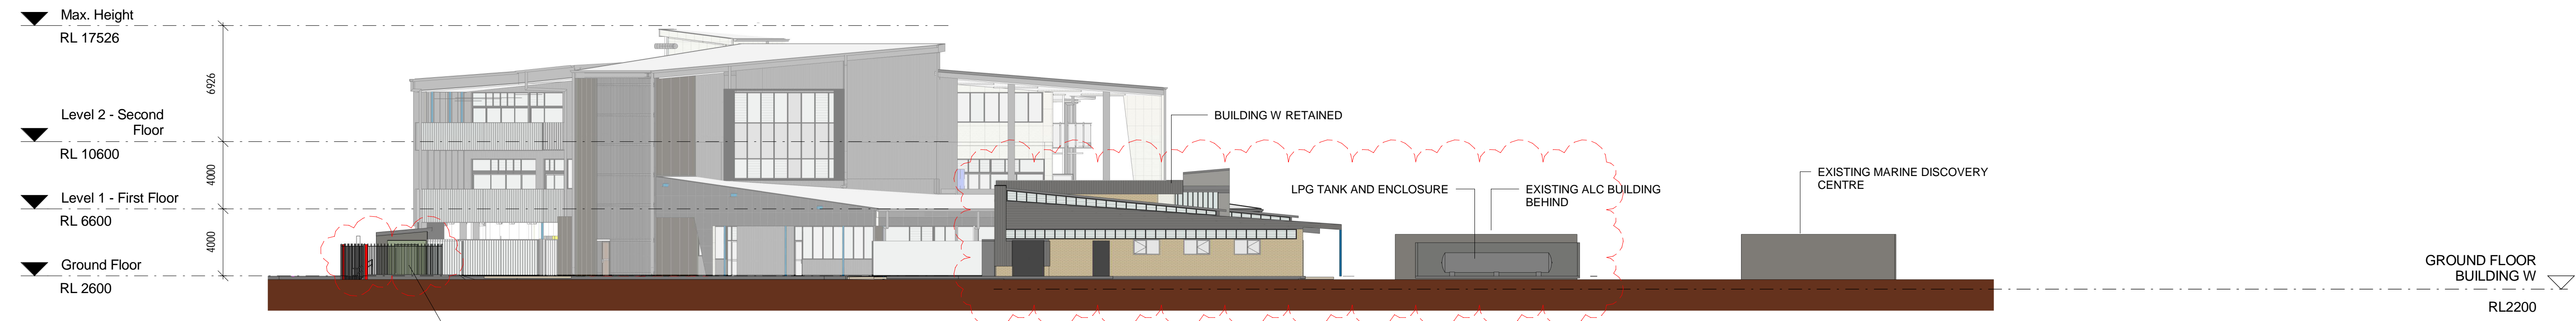 Max. Height
RL 17526
6926
Level 2 - Second
Floor
RL 10600
4000
Level 1 - First Floor
RL 6600
4000
Ground Floor
RL 2600
BUILDING W RETAINED
LPG TANK AND ENCLOSURE
EXISTING ALC BUILDING
BEHIND
EXISTING MARINE DISCOVERY
CENTRE
GROUND FLOOR
BUILDING W
RL2200